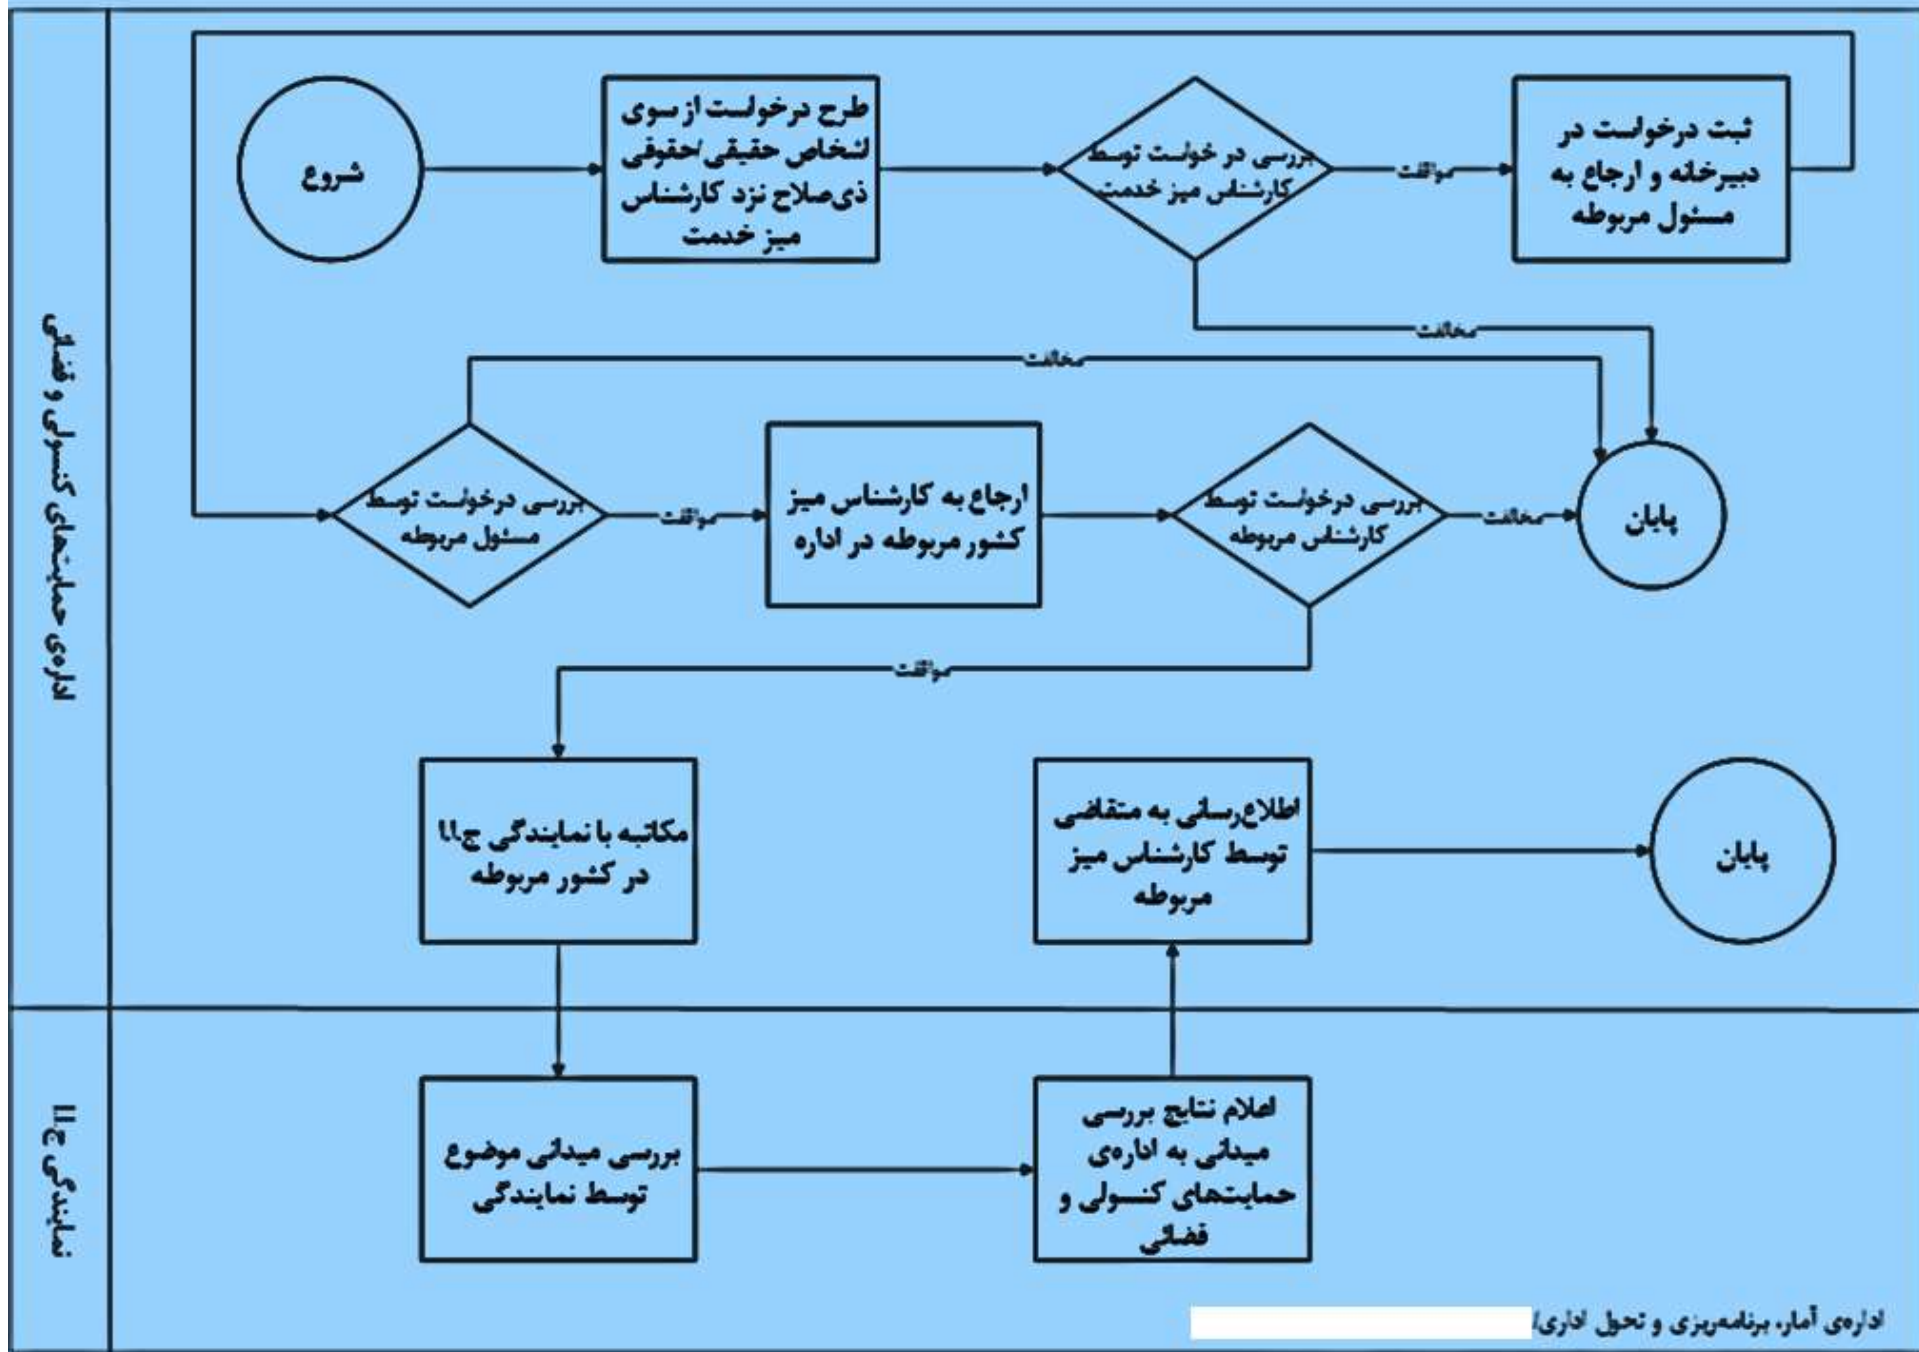 شروع
طرح درخواست از سوی
اشخاص حقیقی/حقوقی
ذی‌صلاح نزد کارشناس
میز خدمت
بررسی در خواست توسط
کارشناس میز خدمت
موافقت
ثبت درخواست در
دبیرخانه و ارجاع به
مسئول مربوطه
مخالفت
مخالفت
بررسی درخواست توسط
مسئول مربوطه
موافقت
ارجاع به کارشناس میز
کشور مربوطه در اداره
بررسی درخواست توسط
کارشناس مربوطه
مخالفت
پایان
موافقت
مکاتبه با نمایندگی ج.ا.ا
در کشور مربوطه
اطلاع‌رسانی به متقاضی
توسط کارشناس میز
مربوطه
پایان
اداره‌ی حمایت‌های کنسولی و قضائی
بررسی میدانی موضوع
توسط نمایندگی
اعلام نتایج بررسی
میدانی به اداره‌ی
حمایت‌های کنسولی و
قضائی
نمایندگی ج.ا.ا
اداره‌ی آمار، برنامه‌ریزی و تحول اداری/